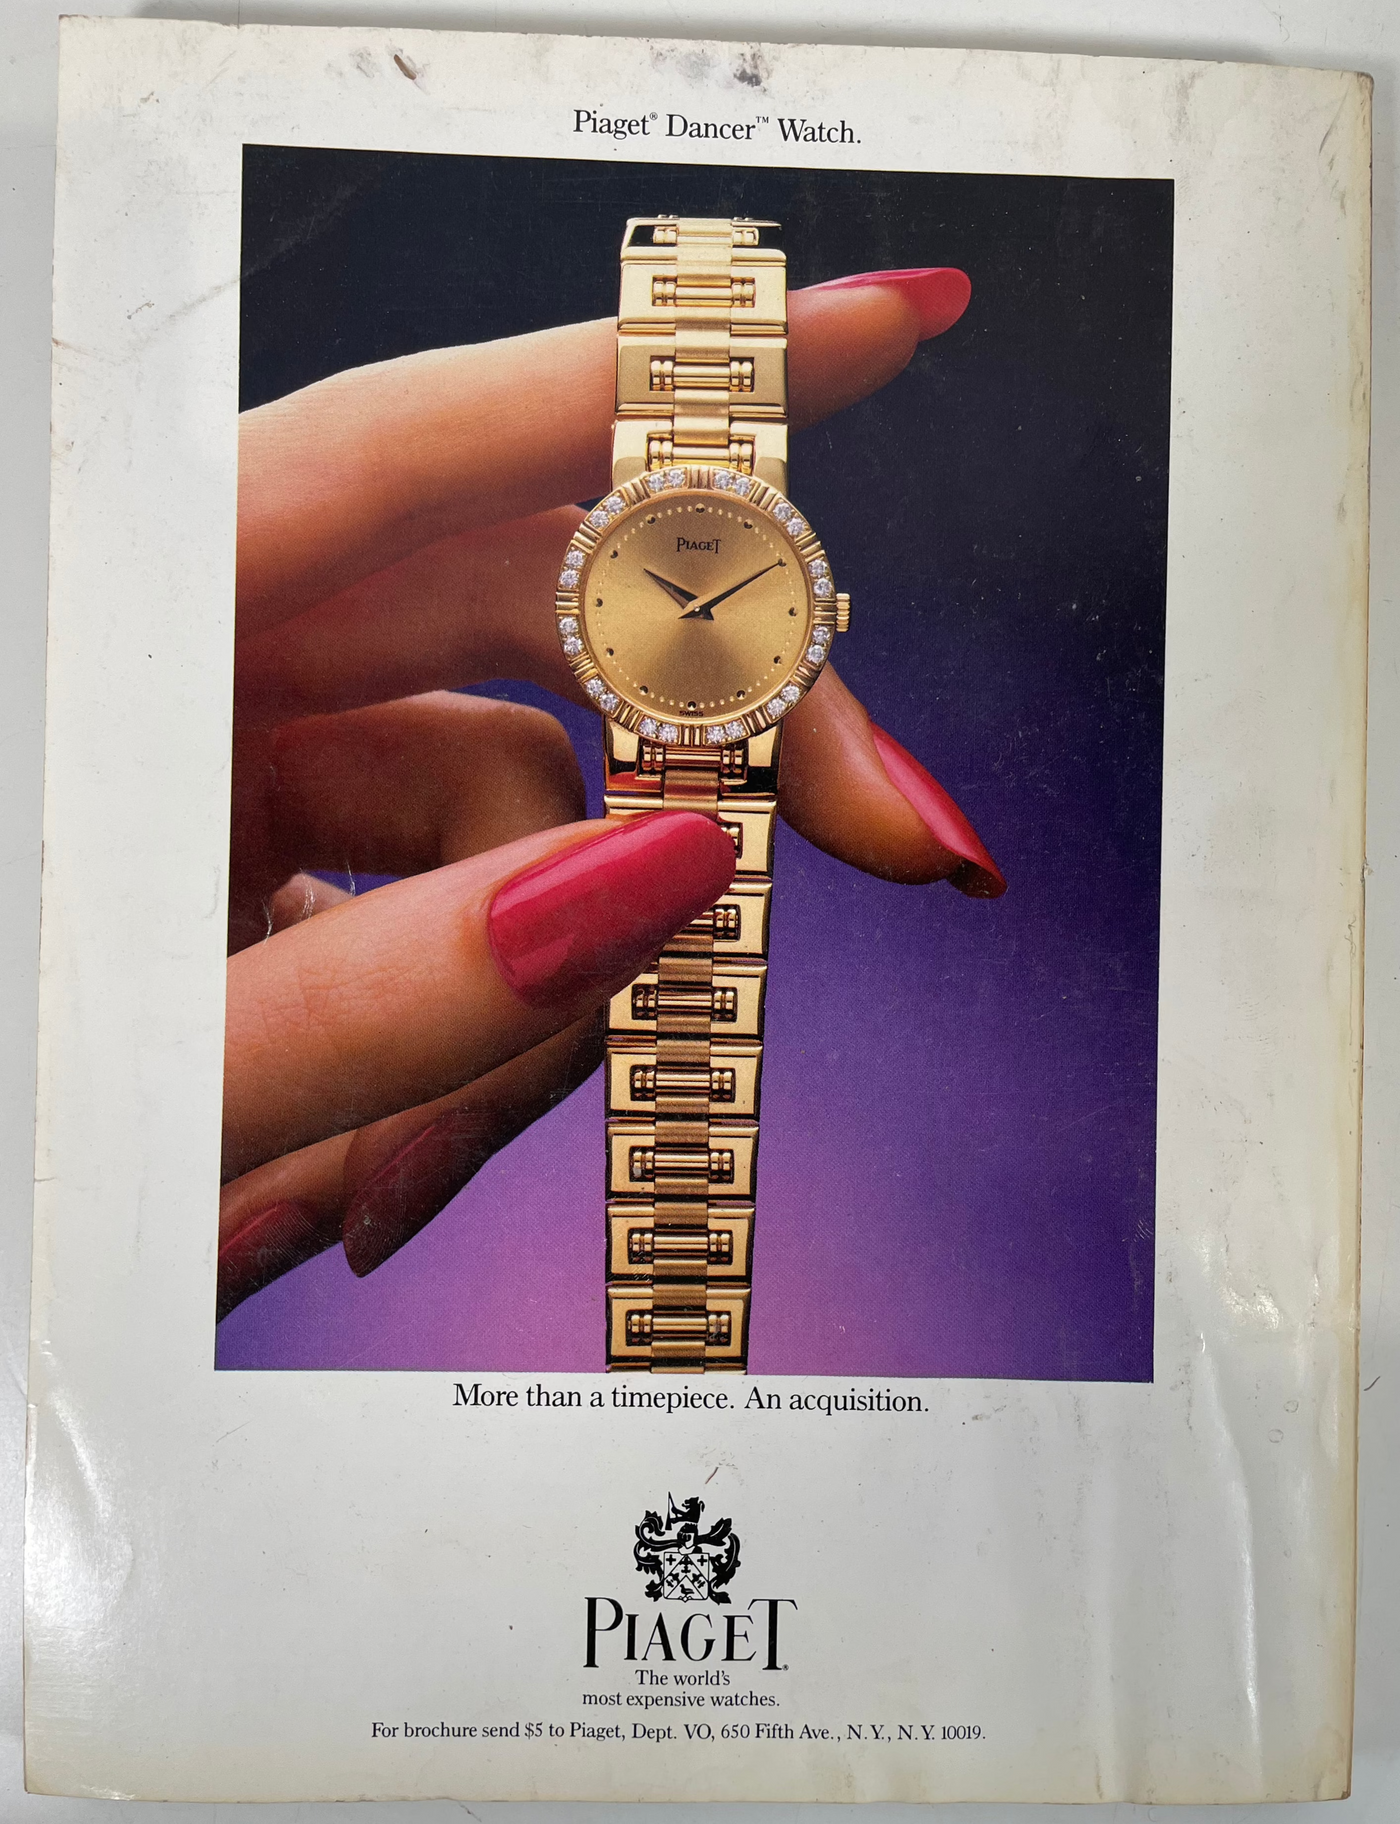 Piaget® Dancer™ Watch.
PIAGET
SWISS
More than a timepiece. An acquisition.
PIAGET®
The world's
most expensive watches.
For brochure send $5 to Piaget, Dept. VO, 650 Fifth Ave., N.Y., N.Y. 10019.